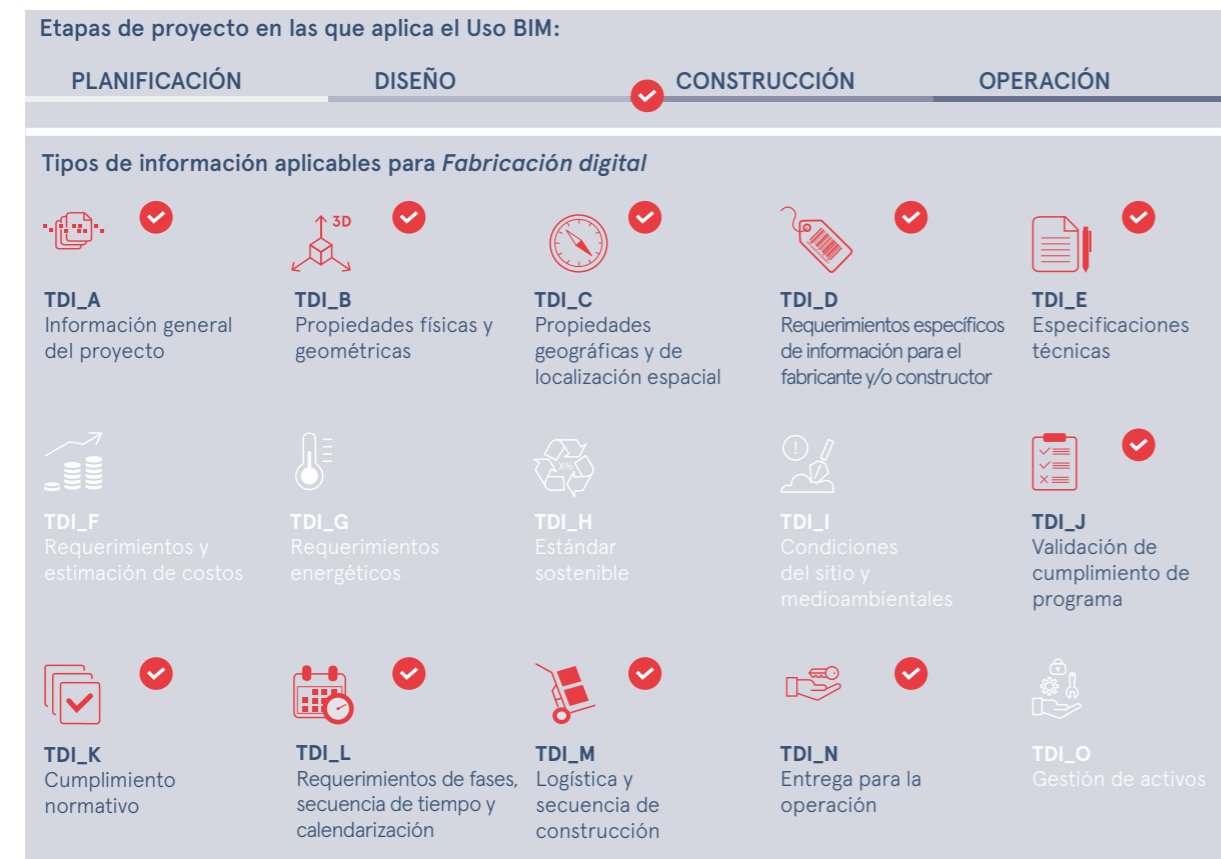 Etapas de proyecto en las que aplica el Uso BIM:
PLANIFICACIÓN DISEÑO CONSTRUCCIÓN OPERACIÓN
Tipos de información aplicables para Fabricación digital
3D
TDI_A
Información general
del proyecto
TDI_B
Propiedades físicas y
geométricas
TDI_C
Propiedades
geográficas y de
localización espacial
TDI_D
Requerimientos específicos
de información para el
fabricante y/o constructor
TDI_E
Especificaciones
técnicas
TDI_F
Requerimientos y
estimación de costos
TDI_G
Requerimientos
energéticos
X%
TDI_H
Estándar
sostenible
TDI_I
Condiciones
del sitio y
medioambientales
TDI_J
Validación de
cumplimiento de
programa
TDI_K
Cumplimiento
normativo
TDI_L
Requerimientos de fases,
secuencia de tiempo y
calendarización
TDI_M
Logística y
secuencia de
construcción
TDI_N
Entrega para la
operación
TDI_O
Gestión de activos